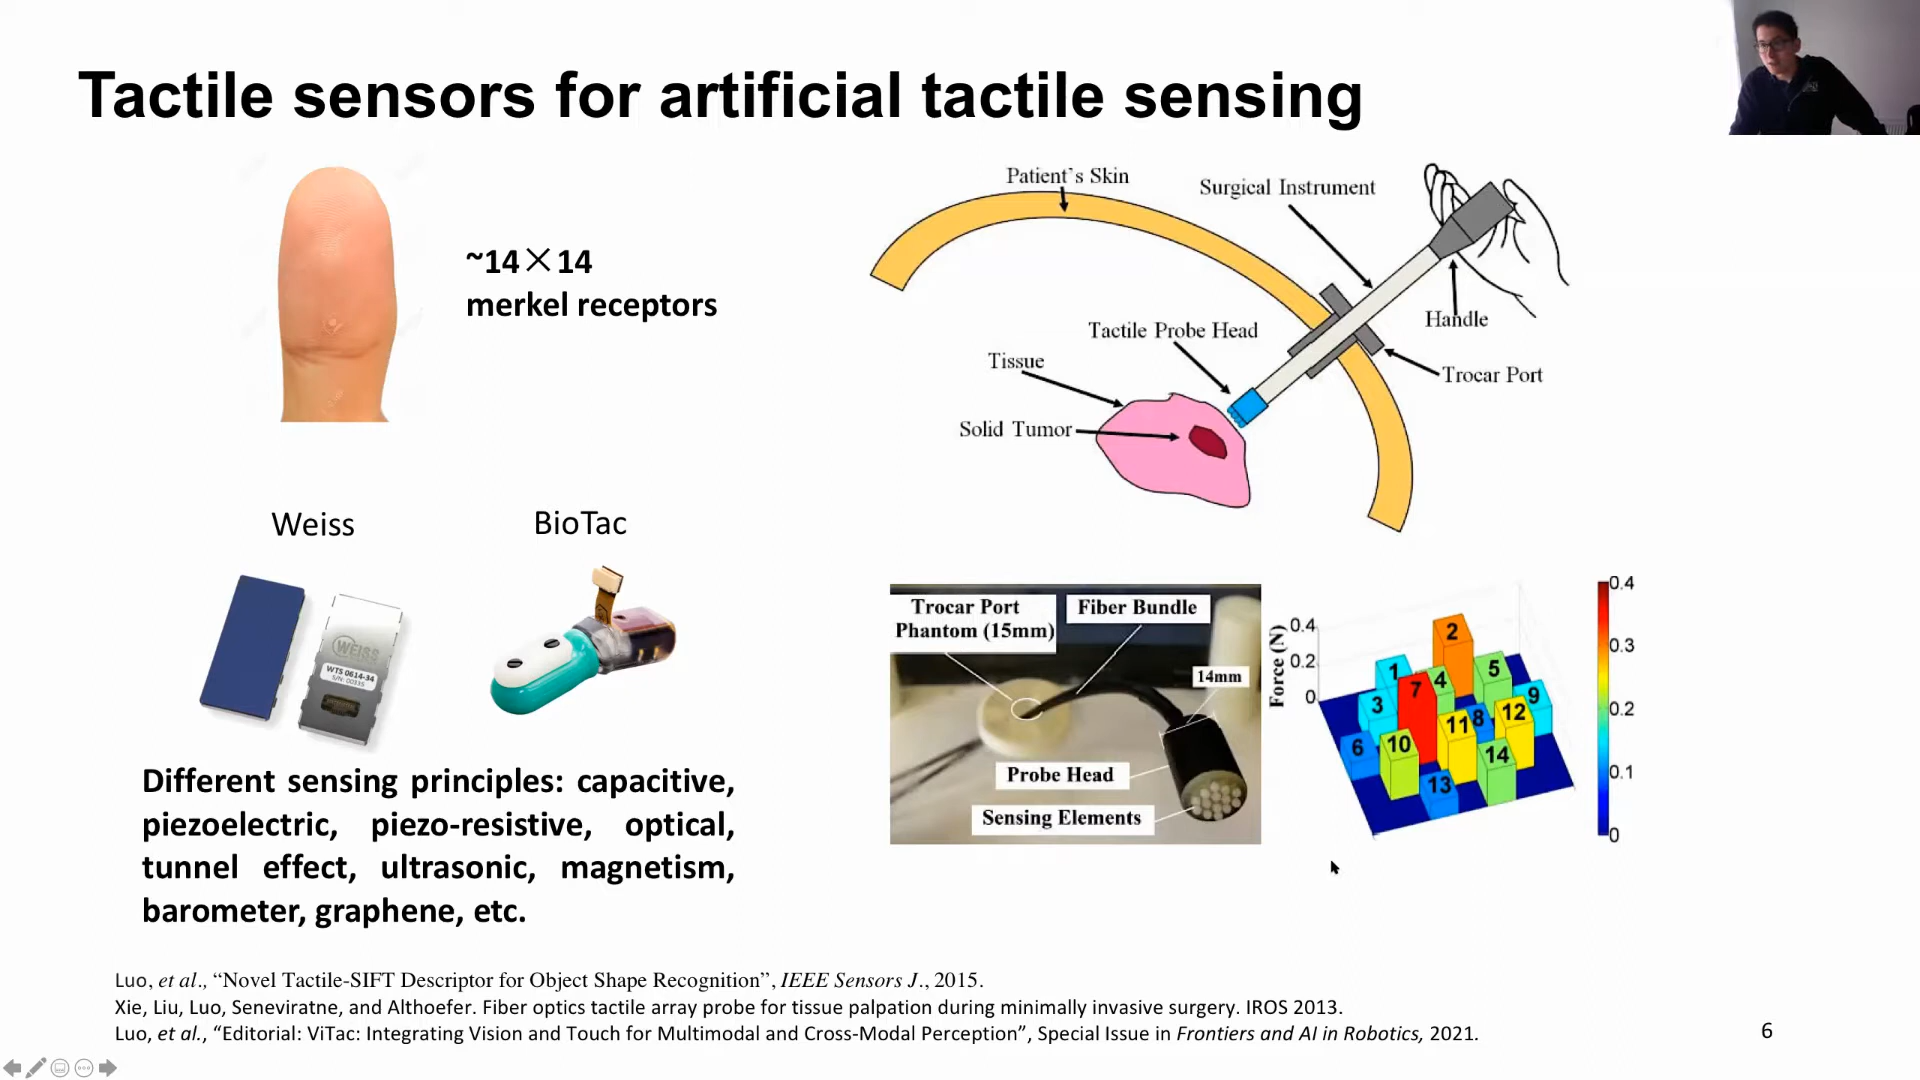 Tactile sensors for artificial tactile sensing
~14×14
merkel receptors
Patient's Skin
Surgical Instrument
Handle
Tactile Probe Head
Tissue
Trocar Port
Solid Tumor
Weiss
BioTac
WEISS
WTS 0614-34
Different sensing principles: capacitive,
piezoelectric, piezo-resistive, optical,
tunnel effect, ultrasonic, magnetism,
barometer, graphene, etc.
Trocar Port
Phantom (15mm)
Fiber Bundle
14mm
Probe Head
Sensing Elements
Force (N)
0.4
0.2
0
1
2
3
4
5
6
7
8
9
10
11
12
13
14
0.4
0.3
0.2
0.1
0
Luo, et al., “Novel Tactile-SIFT Descriptor for Object Shape Recognition”, IEEE Sensors J., 2015.
Xie, Liu, Luo, Seneviratne, and Althoefer. Fiber optics tactile array probe for tissue palpation during minimally invasive surgery. IROS 2013.
Luo, et al., “Editorial: ViTac: Integrating Vision and Touch for Multimodal and Cross-Modal Perception”, Special Issue in Frontiers and AI in Robotics, 2021.
6